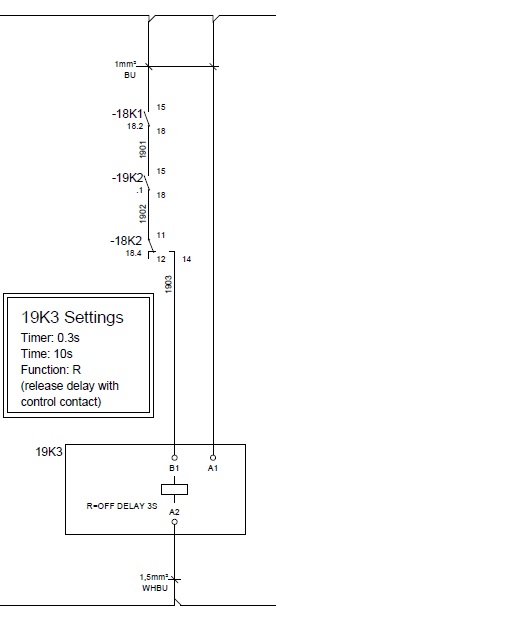 1mm²
BU
15
-18K1
18.2
18
1901
15
-19K2
.1
18
1902
11
-18K2
18.4
12
14
1903
19K3 Settings
Timer: 0.3s
Time: 10s
Function: R
(release delay with
control contact)
19K3
B1
A1
R=OFF DELAY 3S
A2
1,5mm²
WHBU